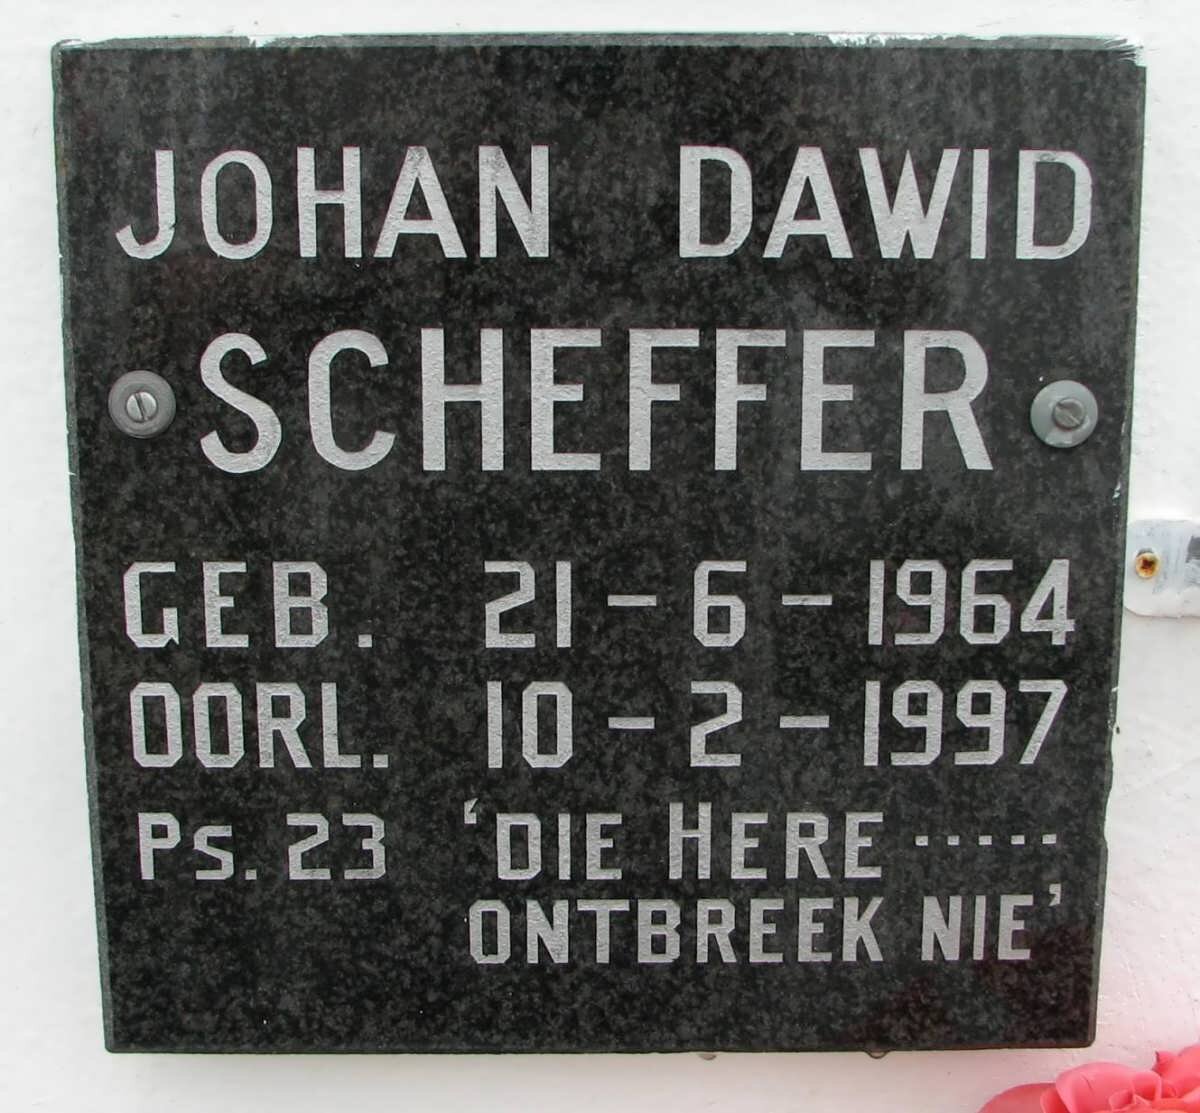 JOHAN DAWID
SCHEFFER
GEB. 21-6-1964
OORL. 10-2-1997
Ps. 23 'DIE HERE .....
ONTBREEK NIE'